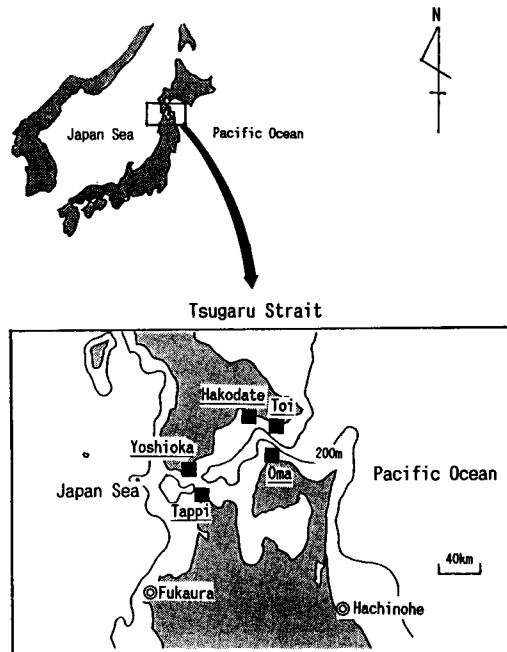 N
Japan Sea
Pacific Ocean
Tsugaru Strait
Hakodate
Toi
Yoshioka
200m
Japan Sea
Pacific Ocean
Oma
Tappi
40km
Fukaura
Hachinohe